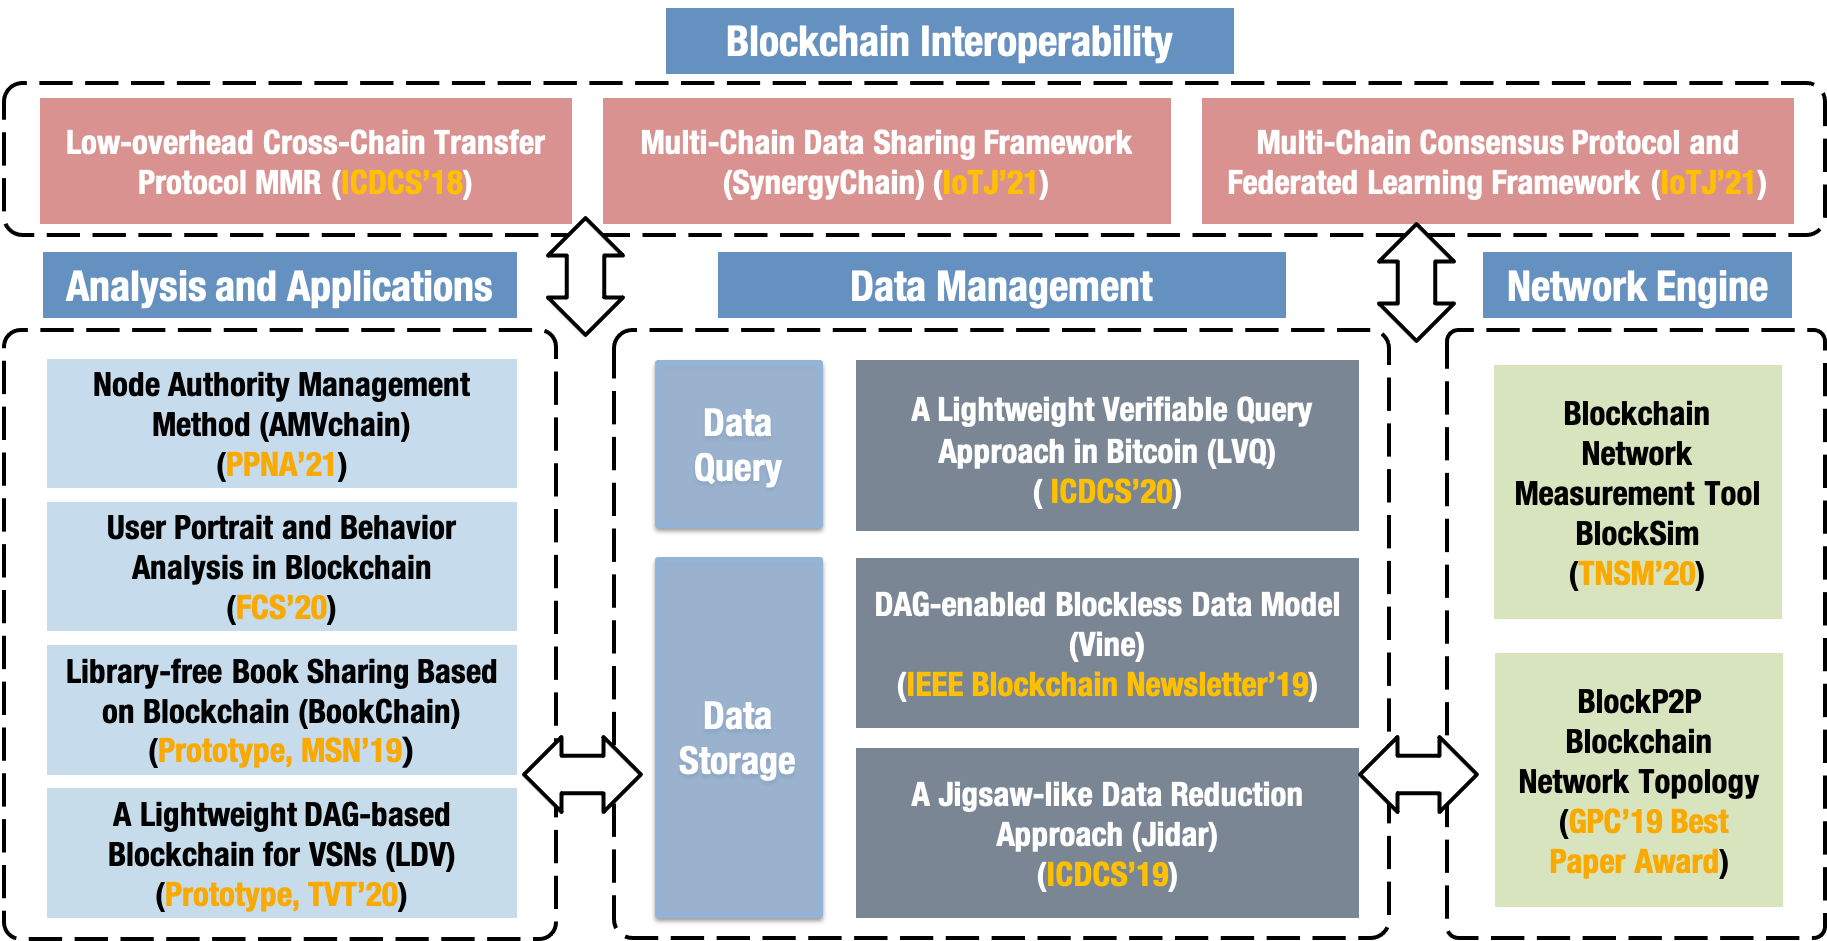 Blockchain Interoperability
Low-overhead Cross-Chain Transfer
Protocol MMR (ICDCS’18)
Multi-Chain Data Sharing Framework
(SynergyChain) (IoTJ’21)
Multi-Chain Consensus Protocol and
Federated Learning Framework (IoTJ’21)
Analysis and Applications
Node Authority Management
Method (AMVchain)
(PPNA’21)
User Portrait and Behavior
Analysis in Blockchain
(FCS’20)
Library-free Book Sharing Based
on Blockchain (BookChain)
(Prototype, MSN’19)
A Lightweight DAG-based
Blockchain for VSNs (LDV)
(Prototype, TVT’20)
Data Management
Data
Query
A Lightweight Verifiable Query
Approach in Bitcoin (LVQ)
( ICDCS’20)
Data
Storage
DAG-enabled Blockless Data Model
(Vine)
(IEEE Blockchain Newsletter’19)
A Jigsaw-like Data Reduction
Approach (Jidar)
(ICDCS’19)
Network Engine
Blockchain
Network
Measurement Tool
BlockSim
(TNSM’20)
BlockP2P
Blockchain
Network Topology
(GPC’19 Best
Paper Award)